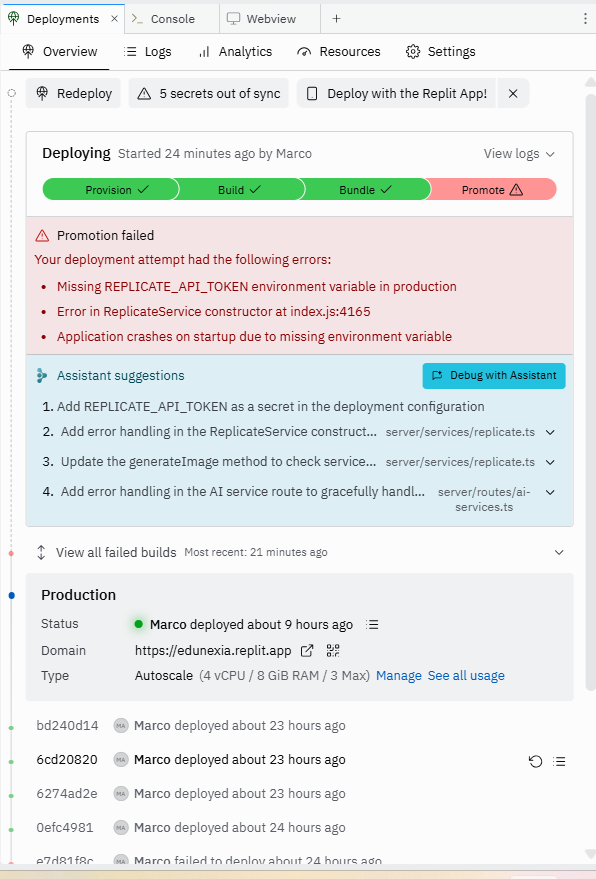 Deployments × Console Webview +
Overview Logs Analytics Resources Settings
Redeploy 5 secrets out of sync Deploy with the Replit App! ×
Deploying Started 24 minutes ago by Marco View logs
Provision Build Bundle Promote
Promotion failed
Your deployment attempt had the following errors:
• Missing REPLICATE_API_TOKEN environment variable in production
• Error in ReplicateService constructor at index.js:4165
• Application crashes on startup due to missing environment variable
Assistant suggestions Debug with Assistant
1. Add REPLICATE_API_TOKEN as a secret in the deployment configuration
2. Add error handling in the ReplicateService construct... server/services/replicate.ts
3. Update the generateImage method to check service... server/services/replicate.ts
4. Add error handling in the AI service route to gracefully handl... server/routes/ai-
services.ts
View all failed builds Most recent: 21 minutes ago
Production
Status Marco deployed about 9 hours ago
Domain https://edunexia.replit.app
Type Autoscale (4 vCPU / 8 GiB RAM / 3 Max) Manage See all usage
bd240d14 MA Marco deployed about 23 hours ago
6cd20820 MA Marco deployed about 23 hours ago
6274ad2e MA Marco deployed about 23 hours ago
0efc4981 MA Marco deployed about 24 hours ago
e7d81f8c MA Marco failed to deploy about 24 hours ago